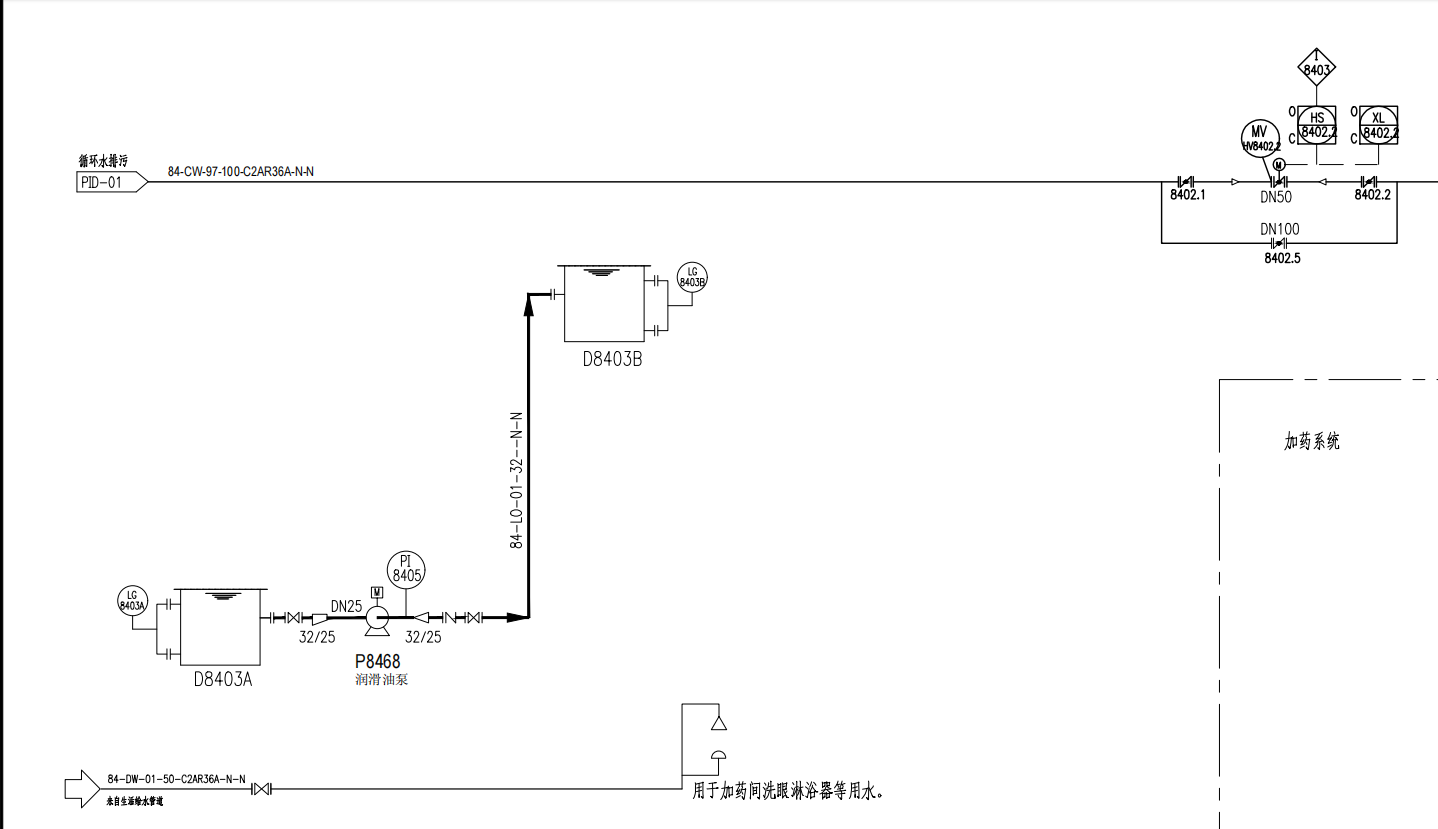 I
8403
O
HS
8402.2
C
O
XL
8402.2
C
MV
HV8402.2
M
循环水排污
PID-01
84-CW-97-100-C2AR36A-N-N
8402.1
DN50
8402.2
DN100
8402.5
LG
8403B
D8403B
84-LO-01-32--N-N
加药系统
PI
8405
LG
8403A
M
DN25
32/25
32/25
P8468
润滑油泵
D8403A
84-DW-01-50-C2AR36A-N-N
来自生活给水管道
用于加药间洗眼淋浴器等用水。